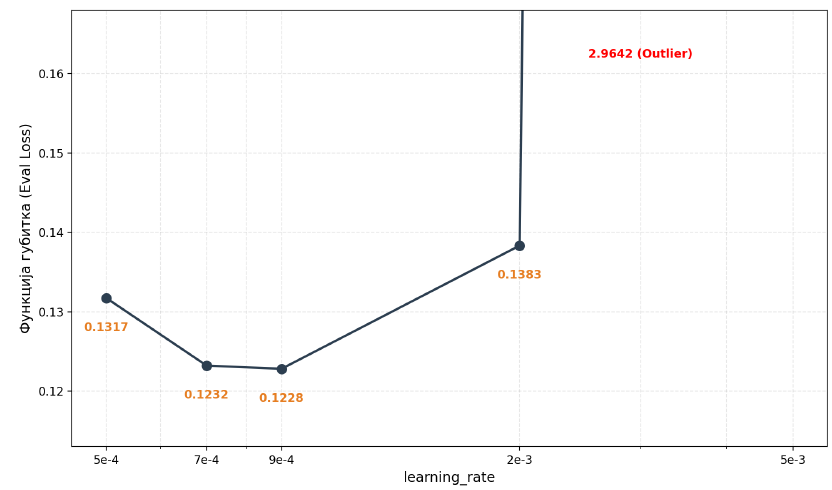 0.16
0.15
0.14
0.13
0.12
Функција губитка (Eval Loss)
2.9642 (Outlier)
0.1383
0.1317
0.1232
0.1228
5e-4
7e-4
9e-4
2e-3
5e-3
learning_rate